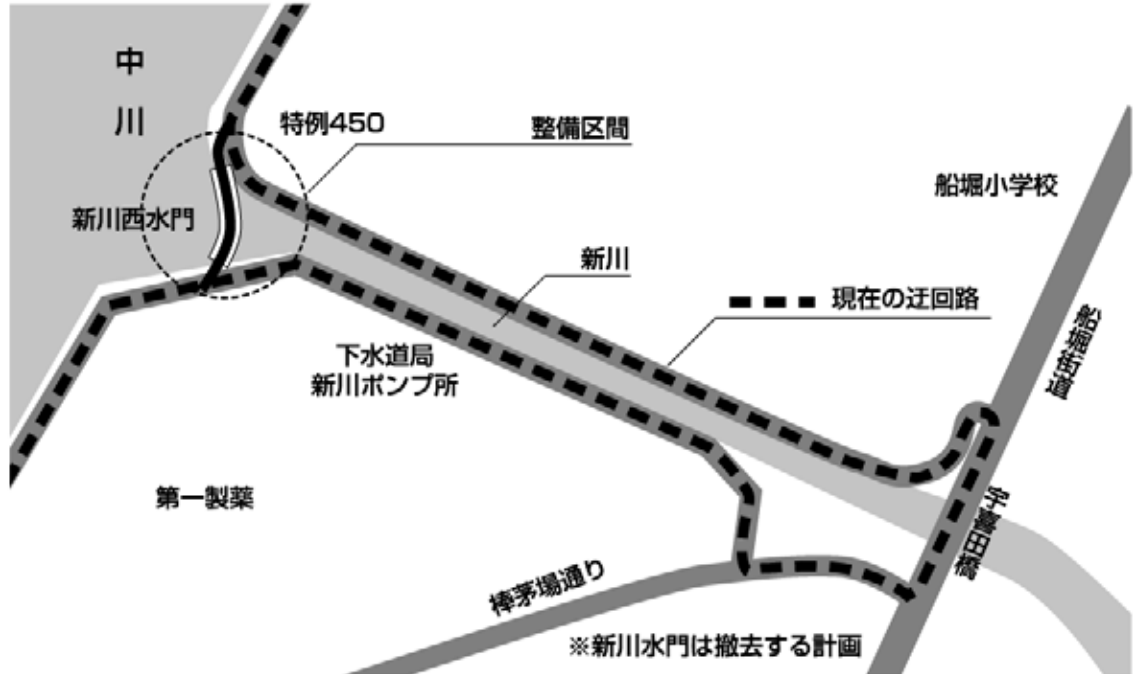 中
川
特例450
整備区間
船堀小学校
新川西水門
新川
現在の迂回路
船堀街道
下水道局
新川ポンプ所
第一製薬
宇喜田橋
棒茅場通り
※新川水門は撤去する計画